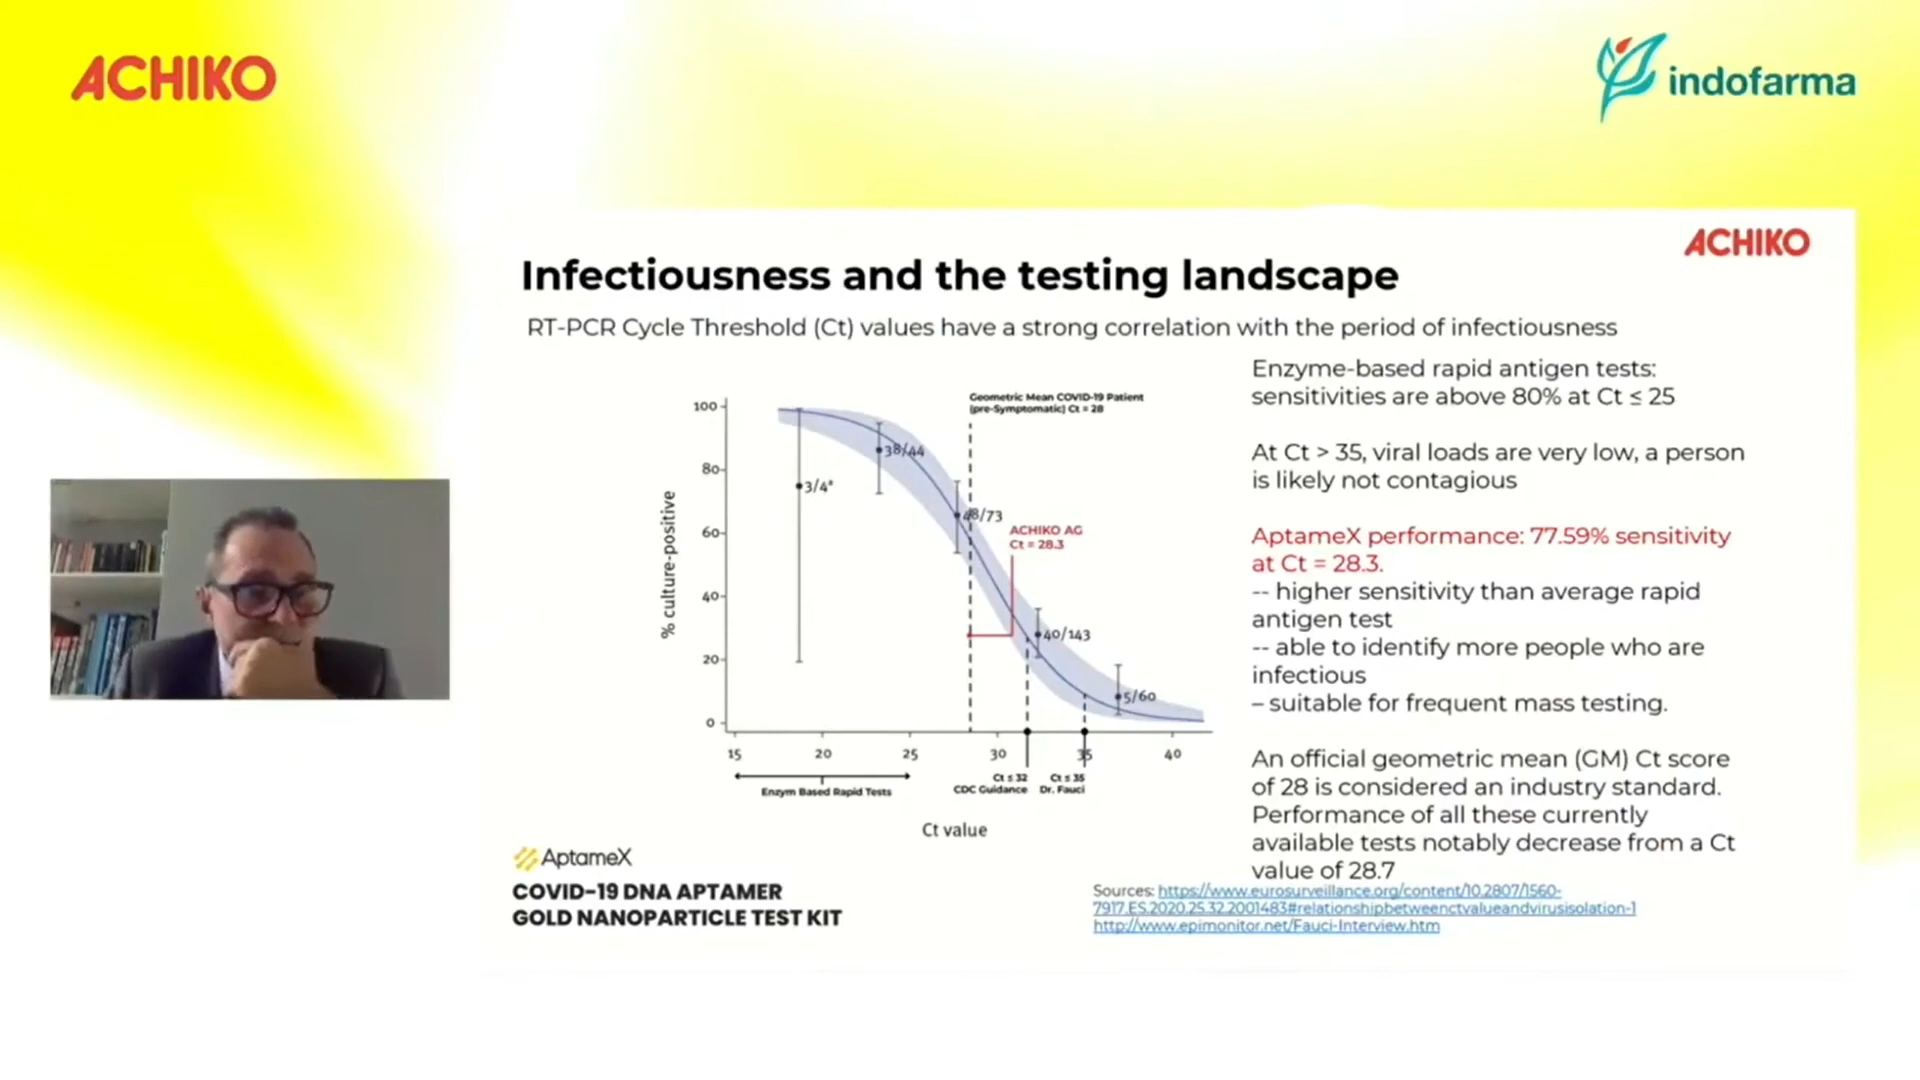 ACHIKO
indofarma
ACHIKO
Infectiousness and the testing landscape
RT-PCR Cycle Threshold (Ct) values have a strong correlation with the period of infectiousness
Geometric Mean COVID-19 Patient
(pre-Symptomatic) Ct = 28
100
80
60
40
20
0
% culture-positive
3/4*
38/44
48/73
ACHIKO AG
Ct = 28.3
40/143
5/60
15
20
25
30
35
40
Enzym Based Rapid Tests
Ct ≤ 32
CDC Guidance
Ct ≤ 35
Dr. Fauci
Ct value
Enzyme-based rapid antigen tests:
sensitivities are above 80% at Ct ≤ 25
At Ct > 35, viral loads are very low, a person
is likely not contagious
AptameX performance: 77.59% sensitivity
at Ct = 28.3.
-- higher sensitivity than average rapid
antigen test
-- able to identify more people who are
infectious
– suitable for frequent mass testing.
An official geometric mean (GM) Ct score
of 28 is considered an industry standard.
Performance of all these currently
available tests notably decrease from a Ct
value of 28.7
AptameX
COVID-19 DNA APTAMER
GOLD NANOPARTICLE TEST KIT
Sources: https://www.eurosurveillance.org/content/10.2807/1560-
7917.ES.2020.25.32.2001483#relationshipbetweenctvalueandvirusisolation-1
http://www.epimonitor.net/Fauci-Interview.htm